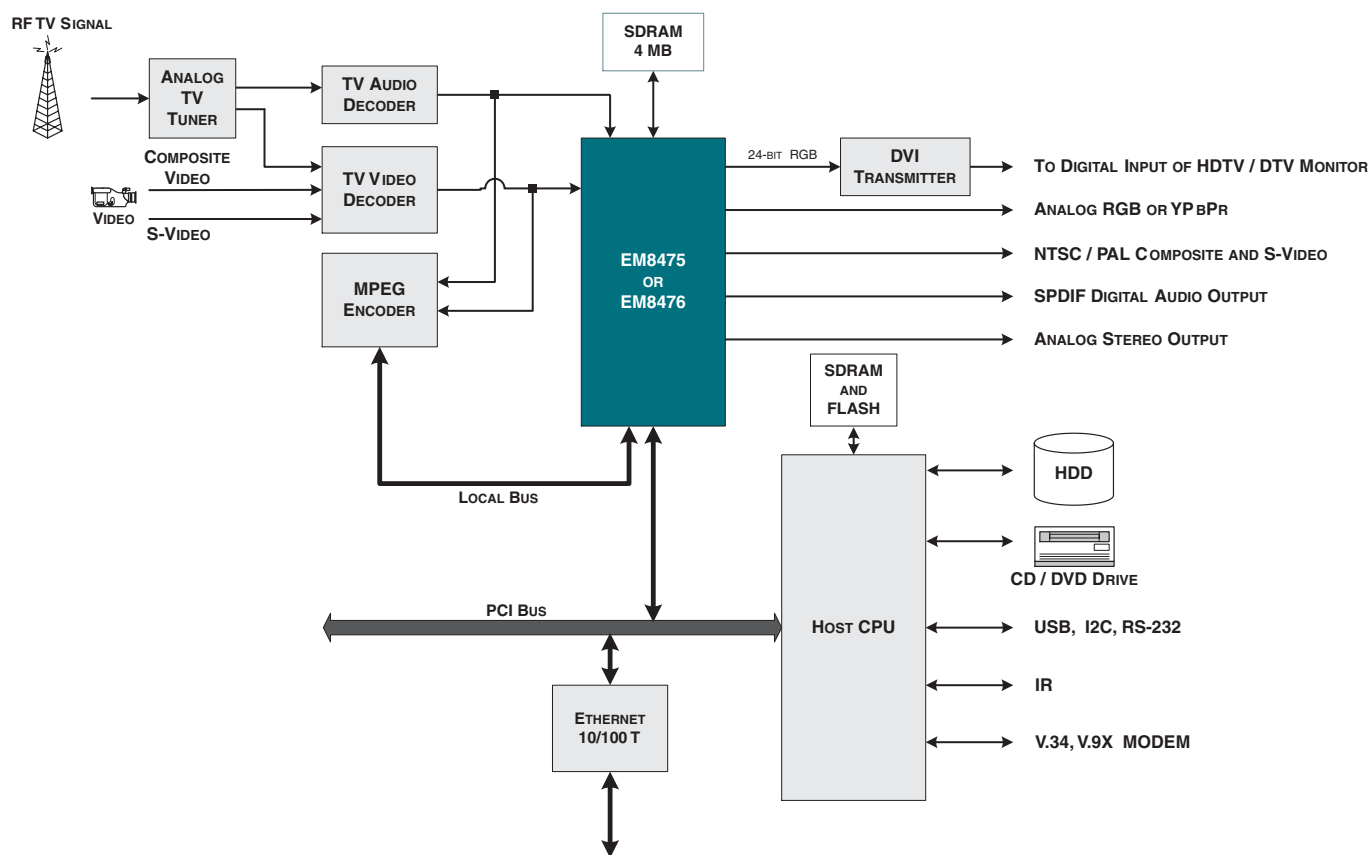 RF TV SIGNAL
SDRAM
4 MB
ANALOG
TV
TUNER
TV AUDIO
DECODER
COMPOSITE
VIDEO
TV VIDEO
DECODER
VIDEO
S-VIDEO
MPEG
ENCODER
EM8475
OR
EM8476
24-BIT RGB
DVI
TRANSMITTER
TO DIGITAL INPUT OF HDTV / DTV MONITOR
ANALOG RGB OR YPBPR
NTSC / PAL COMPOSITE AND S-VIDEO
SPDIF DIGITAL AUDIO OUTPUT
ANALOG STEREO OUTPUT
SDRAM
AND
FLASH
LOCAL BUS
HDD
CD / DVD DRIVE
PCI BUS
HOST CPU
USB, I2C, RS-232
IR
V.34, V.9X MODEM
ETHERNET
10/100 T